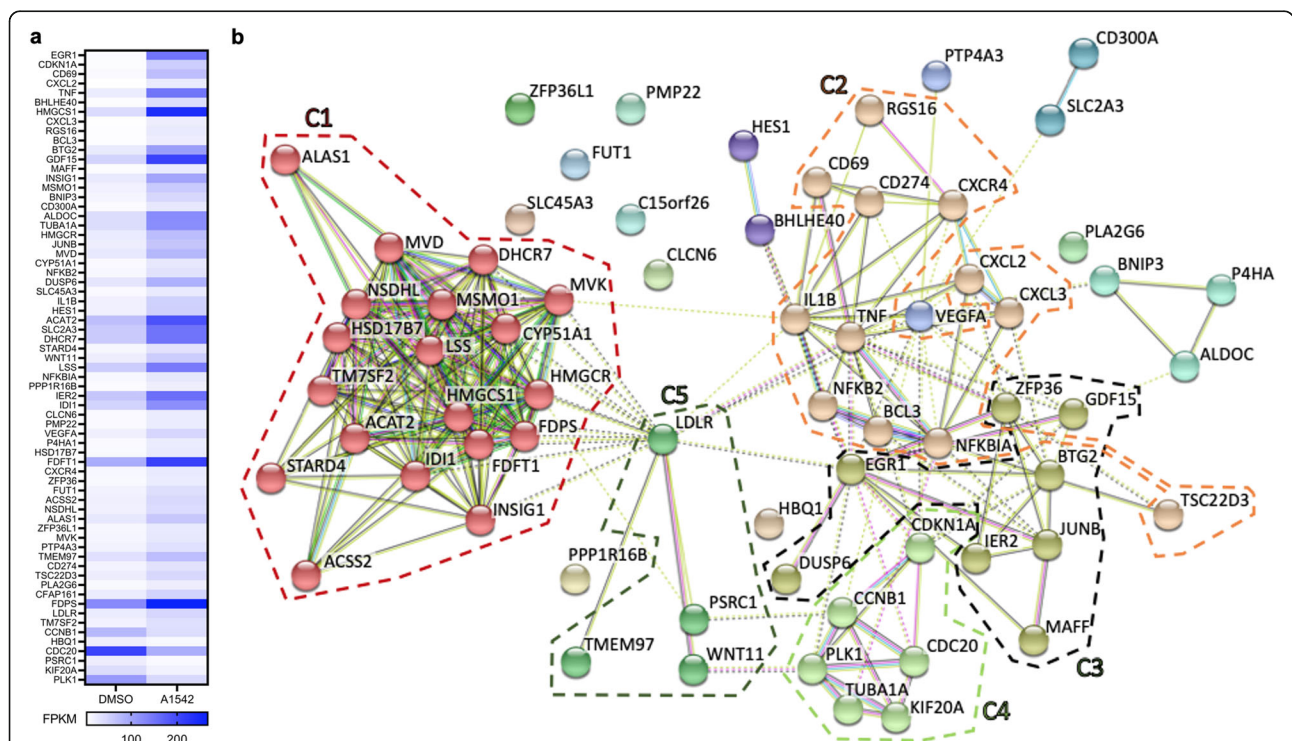 a
EGR1
CDKN1A
CD69
CXCL2
TNF
BHLHE40
HMGCS1
CXCL3
RGS16
BCL3
BTG2
GDF15
MAFF
INSIG1
MSMO1
BNIP3
CD300A
ALDOC
TUBA1A
HMGCR
JUNB
MVD
CYP51A1
NFKB2
DUSP6
SLC45A3
IL1B
HES1
ACAT2
SLC2A3
DHCR7
STARD4
WNT11
LSS
NFKBIA
PPP1R16B
IER2
IDI1
CLCN6
PMP22
VEGFA
P4HA1
HSD17B7
FDFT1
CXCR4
ZFP36
FUT1
ACSS2
NSDHL
ALAS1
ZFP36L1
MVK
PTP4A3
TMEM97
CD274
TSC22D3
PLA2G6
CFAP161
FDPS
LDLR
TM7SF2
CCNB1
HBQ1
CDC20
PSRC1
KIF20A
PLK1
DMSO A1542
FPKM
100 200
b
C1
ALAS1
MVD
DHCR7
NSDHL
MSMO1
MVK
HSD17B7
LSS
CYP51A1
TM7SF2
HMGCS1
HMGCR
ACAT2
FDPS
STARD4
IDI1
FDFT1
INSIG1
ACSS2
ZFP36L1
PMP22
FUT1
SLC45A3
C15orf26
CLCN6
HES1
BHLHE40
C2
PTP4A3
CD300A
RGS16
SLC2A3
CD69
CD274
CXCR4
PLA2G6
CXCL2
BNIP3
P4HA
CXCL3
IL1B
TNF
VEGFA
ALDOC
NFKB2
BCL3
NFKBIA
ZFP36
GDF15
C5
LDLR
EGR1
BTG2
TSC22D3
HBQ1
CDKN1A
JUNB
IER2
DUSP6
PPP1R16B
PSRC1
CCNB1
MAFF
TMEM97
WNT11
PLK1
CDC20
C3
TUBA1A
KIF20A
C4